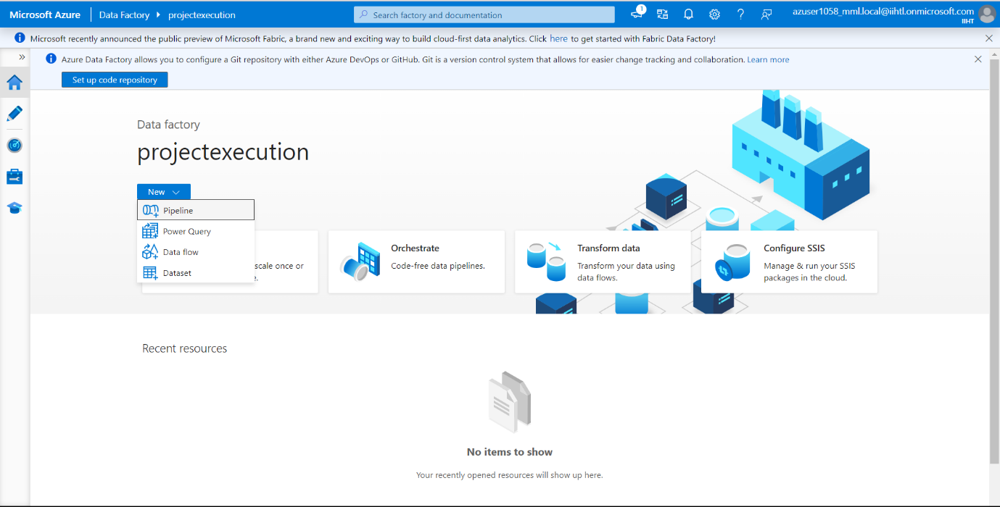 Microsoft Azure
Data Factory
projectexecution
Search factory and documentation
1
azuser1058_mml.local@iihtl.onmicrosoft.com
IIHT
Microsoft recently announced the public preview of Microsoft Fabric, a brand new and exciting way to build cloud-first data analytics. Click here to get started with Fabric Data Factory!
Azure Data Factory allows you to configure a Git repository with either Azure DevOps or GitHub. Git is a version control system that allows for easier change tracking and collaboration. Learn more
Set up code repository
Data factory
projectexecution
New
Pipeline
Power Query
Data flow
Dataset
scale once or
e.
Orchestrate
Code-free data pipelines.
Transform data
Transform your data using
data flows.
Configure SSIS
Manage & run your SSIS
packages in the cloud.
Recent resources
No items to show
Your recently opened resources will show up here.